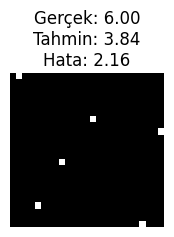 Gerçek: 6.00
Tahmin: 3.84
Hata: 2.16